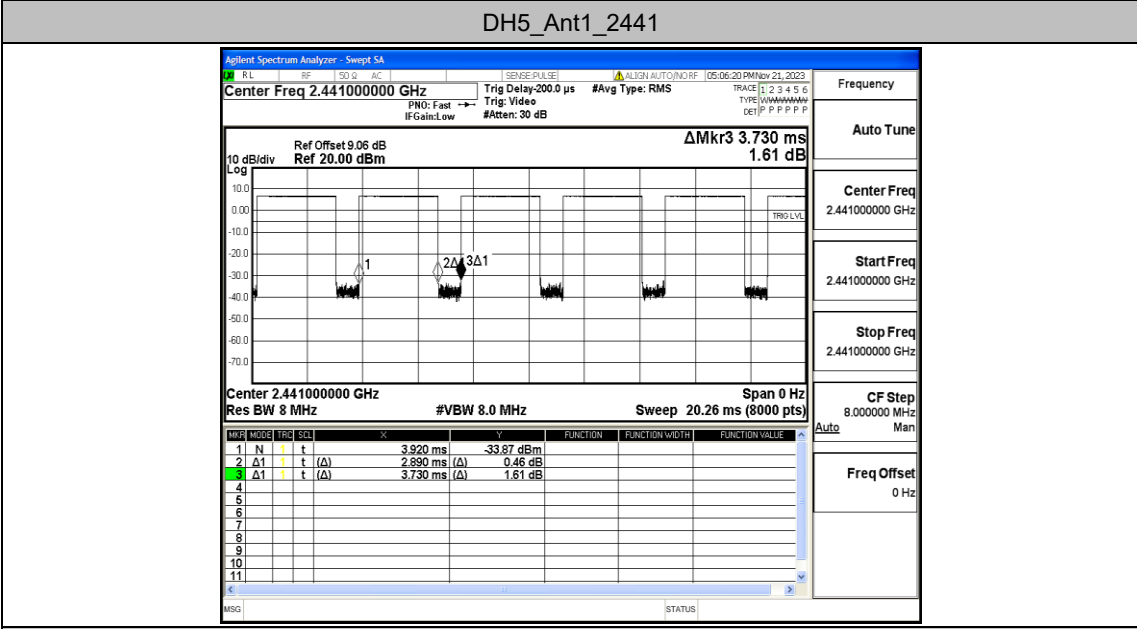 DH5_Ant1_2441
Agilent Spectrum Analyzer - Swept SA
RL RF 50 Ω AC SENSE:PULSE ALIGN AUTO/NO RF 05:06:20 PM Nov 21, 2023
Center Freq 2.441000000 GHz
PNO: Fast
IFGain:Low
Trig Delay-200.0 µs
Trig: Video
#Atten: 30 dB
#Avg Type: RMS
TRACE 1 2 3 4 5 6
TYPE
DET P P P P P P
ΔMkr3 3.730 ms
1.61 dB
Ref Offset 9.06 dB
10 dB/div Ref 20.00 dBm
Log
10.0
0.00
-10.0
-20.0
-30.0
-40.0
-50.0
-60.0
-70.0
TRIG LVL
1
3Δ1
Center 2.441000000 GHz Span 0 Hz
Res BW 8 MHz #VBW 8.0 MHz Sweep 20.26 ms (8000 pts)
MKR MODE TRC SCL X Y FUNCTION FUNCTION WIDTH FUNCTION VALUE
1 N 1 t 3.920 ms -33.87 dBm
2 Δ1 1 t (Δ) 2.890 ms (Δ) 0.46 dB
3 Δ1 1 t (Δ) 3.730 ms (Δ) 1.61 dB
4
5
6
7
8
9
10
11
MSG STATUS
Frequency
Auto Tune
Center Freq
2.441000000 GHz
Start Freq
2.441000000 GHz
Stop Freq
2.441000000 GHz
CF Step
8.000000 MHz
Auto Man
Freq Offset
0 Hz